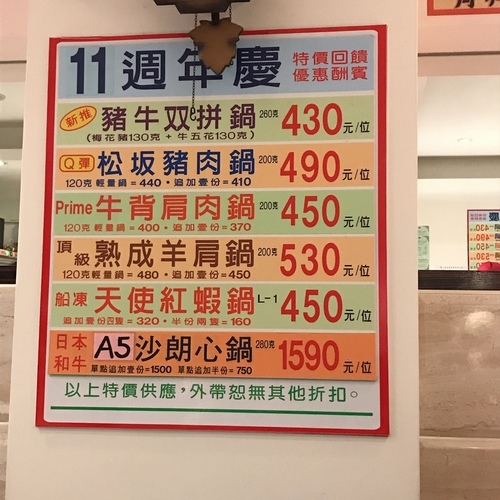 11週年慶 特價回饋
優惠酬賓
新推 豬牛双拼鍋 260克 430元/位
(梅花豬130克 + 牛五花130克)
Q彈 松坂豬肉鍋 200克 490元/位
120克 輕量鍋=440 · 追加壹份=410
Prime 牛背肩肉鍋 200克 450元/位
120克 輕量鍋=400 · 追加壹份=370
頂級 熟成羊肩鍋 200克 530元/位
120克 輕量鍋=480 · 追加壹份=450
船凍 天使紅蝦鍋 L-1 450元/位
追加壹份四隻=320 · 半份兩隻=160
日本和牛 A5沙朗心鍋 280克 1590元/位
單點追加壹份=1500 單點追加半份=750
以上特價供應，外帶恕無其他折扣。